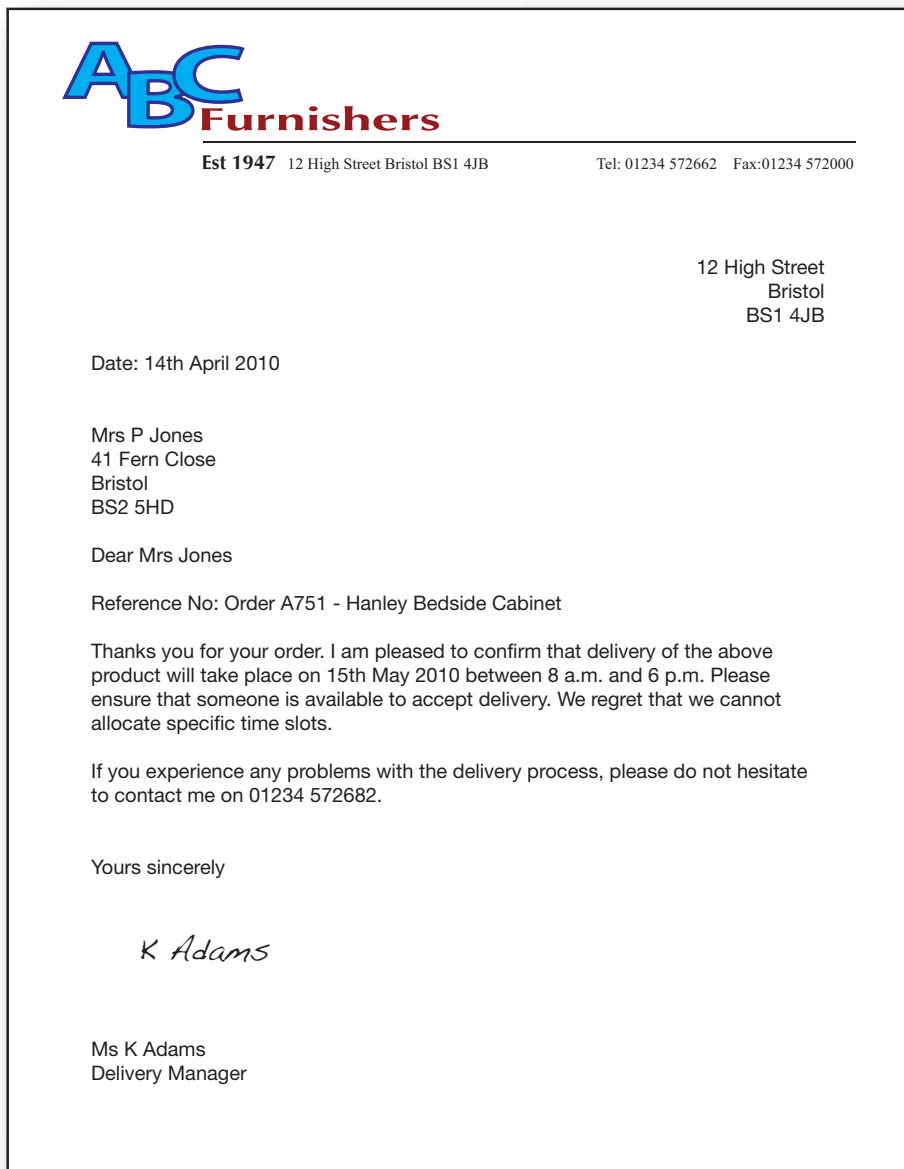 ABC
Furnishers
Est 1947 12 High Street Bristol BS1 4JB Tel: 01234 572662 Fax:01234 572000
12 High Street
Bristol
BS1 4JB
Date: 14th April 2010
Mrs P Jones
41 Fern Close
Bristol
BS2 5HD
Dear Mrs Jones
Reference No: Order A751 - Hanley Bedside Cabinet
Thanks you for your order. I am pleased to confirm that delivery of the above
product will take place on 15th May 2010 between 8 a.m. and 6 p.m. Please
ensure that someone is available to accept delivery. We regret that we cannot
allocate specific time slots.
If you experience any problems with the delivery process, please do not hesitate
to contact me on 01234 572682.
Yours sincerely
K Adams
Ms K Adams
Delivery Manager